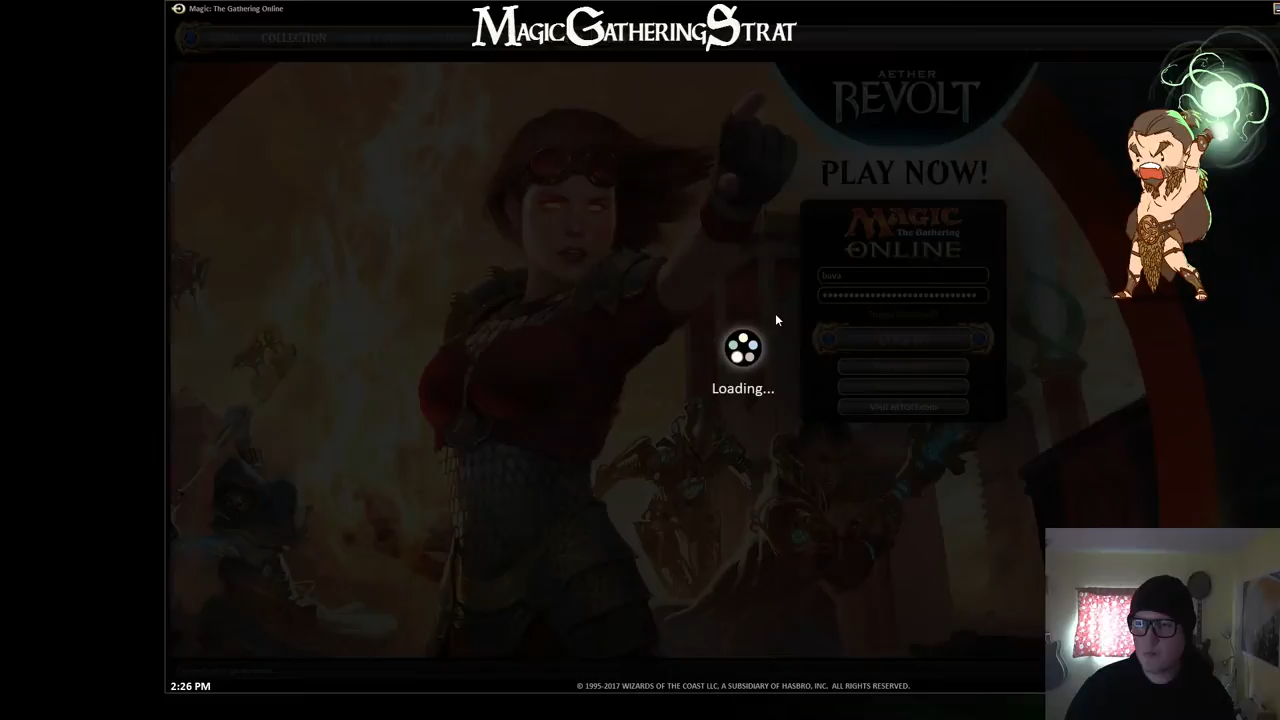 Magic: The Gathering Online
MAGICGATHERINGSTRAT
COLLECTION
AETHER
REVOLT
PLAY NOW!
MAGIC
The Gathering
ONLINE
Loading...
2:26 PM
© 1995-2017 WIZARDS OF THE COAST LLC, A SUBSIDIARY OF HASBRO, INC. ALL RIGHTS RESERVED.